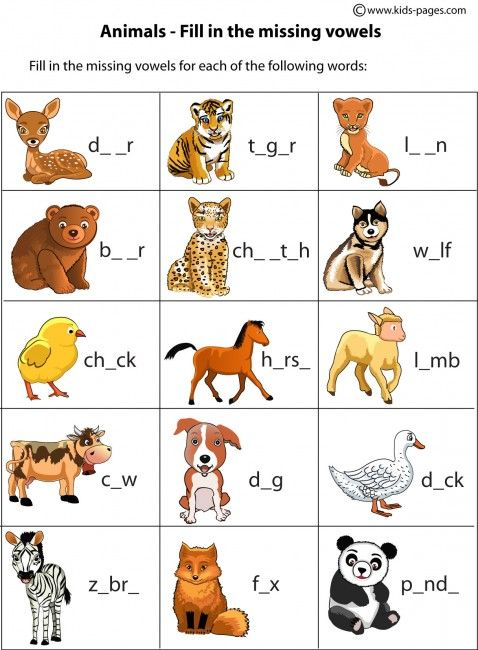 ©www.kids-pages.com
Animals - Fill in the missing vowels
Fill in the missing vowels for each of the following words:
d_ _r
t_g_r
l_ _n
b_ _r
ch_ _t_h
w_lf
ch_ck
h_rs_
l_mb
c_w
d_g
d_ck
z_br_
f_x
p_nd_